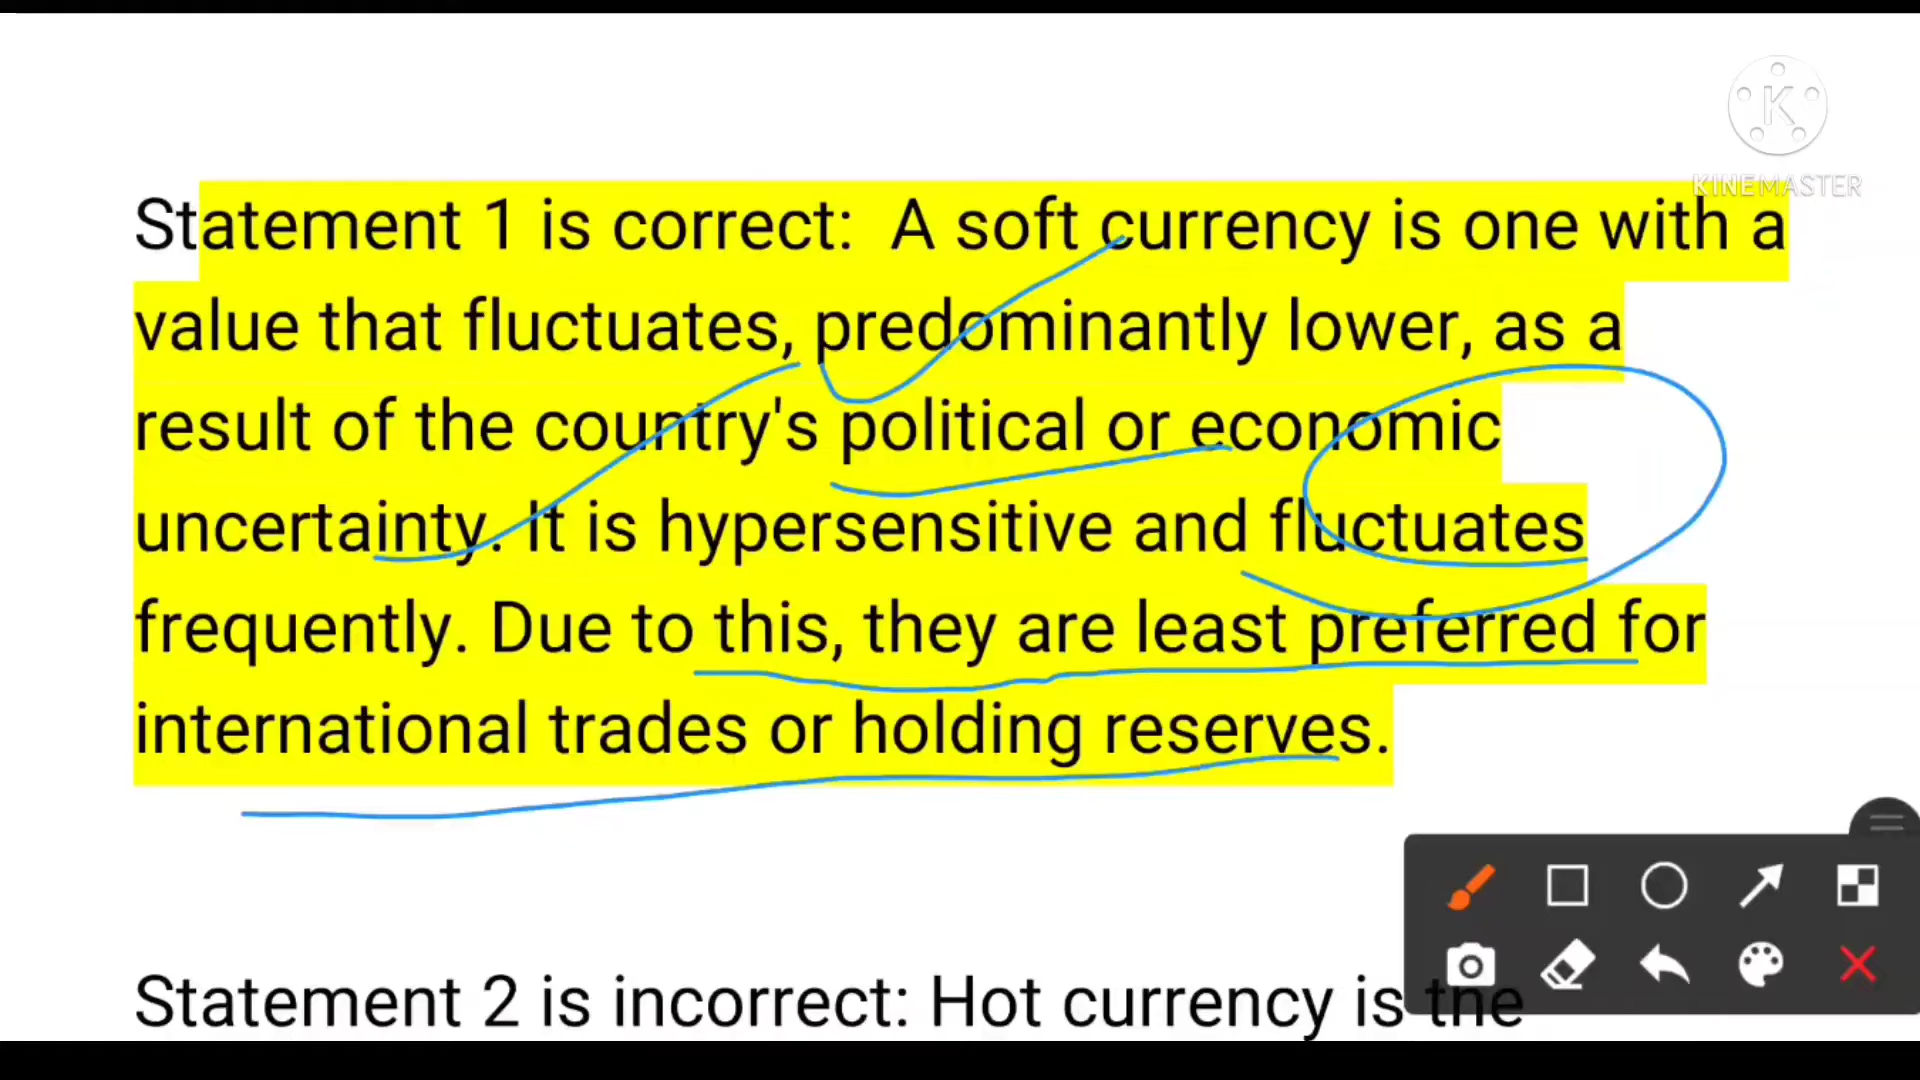 K
KINEMASTER
Statement 1 is correct: A soft currency is one with a
value that fluctuates, predominantly lower, as a
result of the country's political or economic
uncertainty. It is hypersensitive and fluctuates
frequently. Due to this, they are least preferred for
international trades or holding reserves.
Statement 2 is incorrect: Hot currency is the